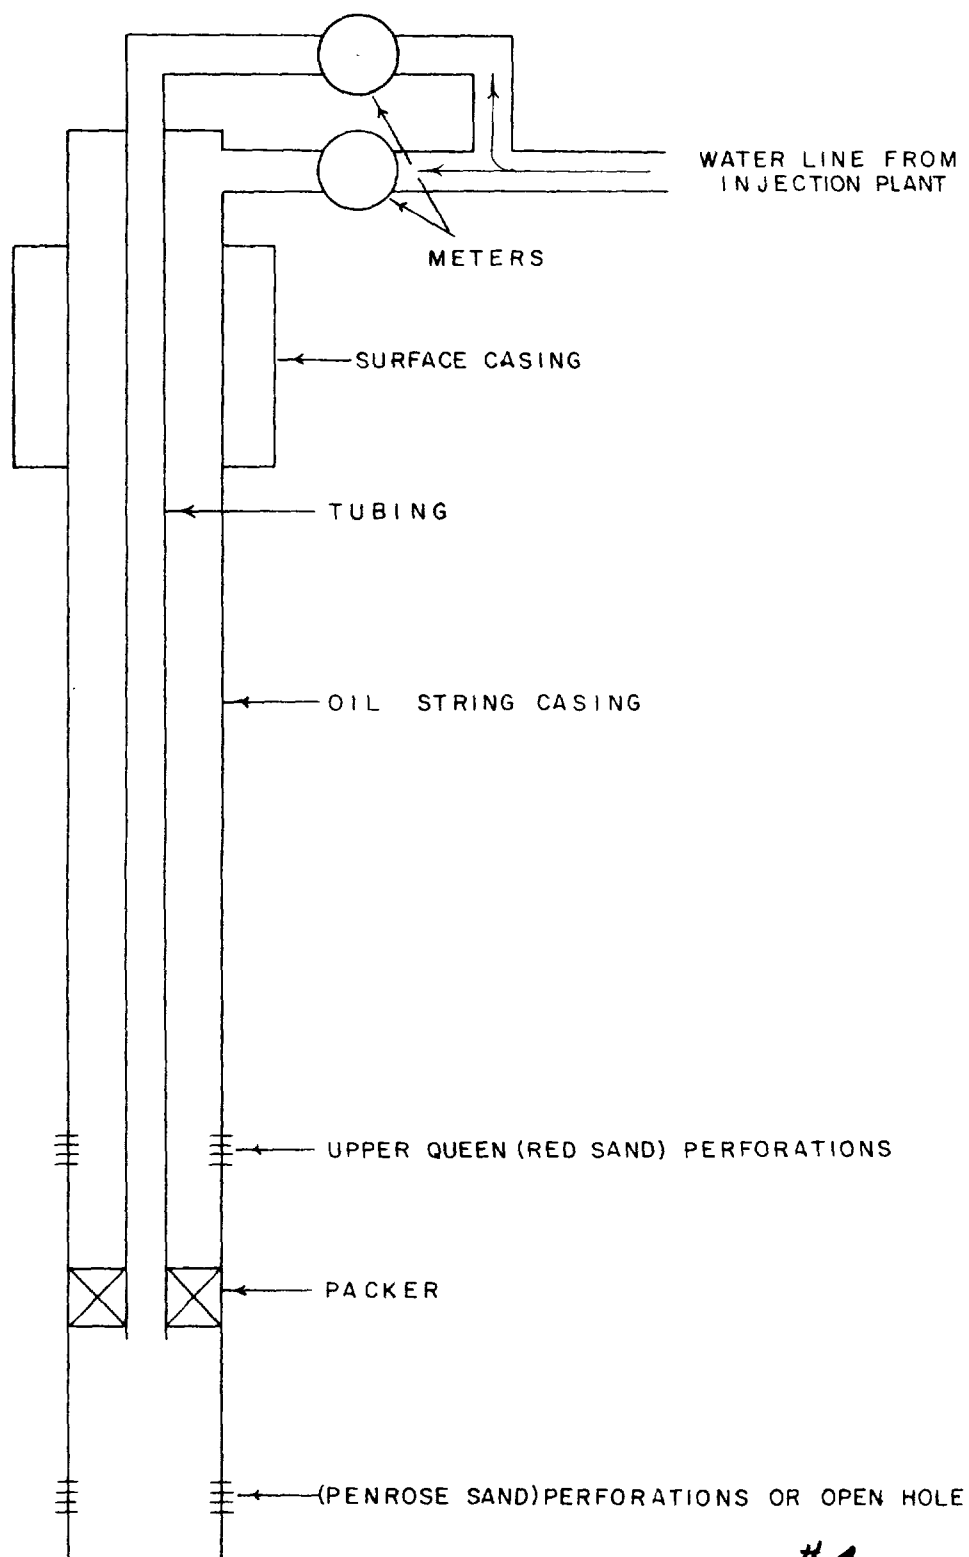 WATER LINE FROM
INJECTION PLANT
METERS
SURFACE CASING
TUBING
OIL STRING CASING
UPPER QUEEN (RED SAND) PERFORATIONS
PACKER
(PENROSE SAND) PERFORATIONS OR OPEN HOLE